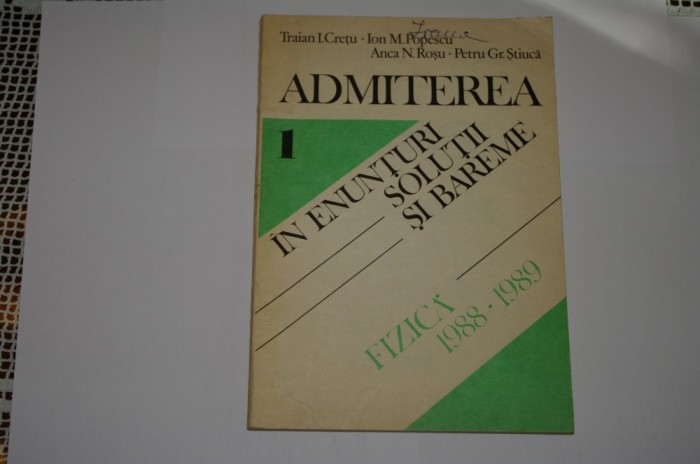 Traian I. Crețu · Ion M. Popescu
Anca N. Roșu · Petru Gr. Știucă
Ioana
ADMITEREA
1
ÎN ENUNȚURI
SOLUȚII
ȘI BAREME
FIZICĂ
1988 · 1989